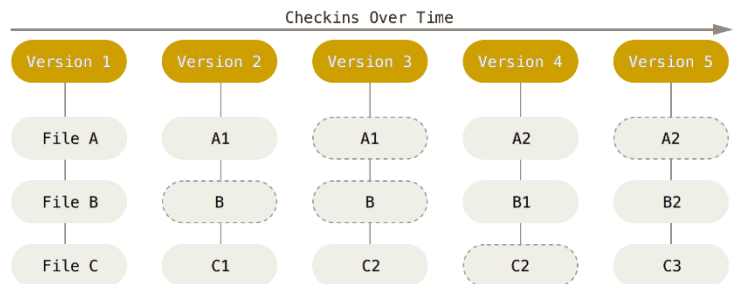 Checkins Over Time
Version 1 Version 2 Version 3 Version 4 Version 5
File A A1 A1 A2 A2
File B B B B1 B2
File C C1 C2 C2 C3